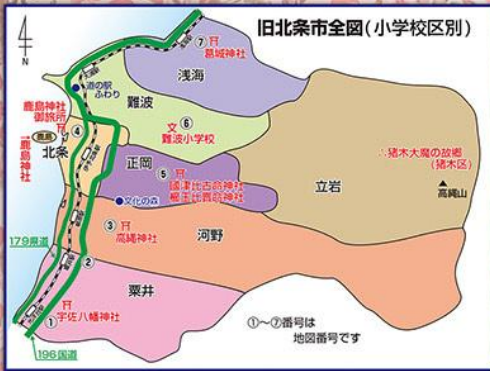 旧北条市全図(小学校区別)
N
⑦
葛城神社
浅海
道の駅
ふわり
難波
鹿島神社
御旅所
④
⑥
文
難波小学校
鹿島
北条
鹿島神社
正岡
⑤
國津比古命神社
櫛玉比賣命神社
立岩
∴猪木大魔の故郷
(猪木区)
高縄山
文化の森
③
高縄神社
河野
179県道
②
粟井
①
宇佐八幡神社
①～⑦番号は
地図番号です
196国道